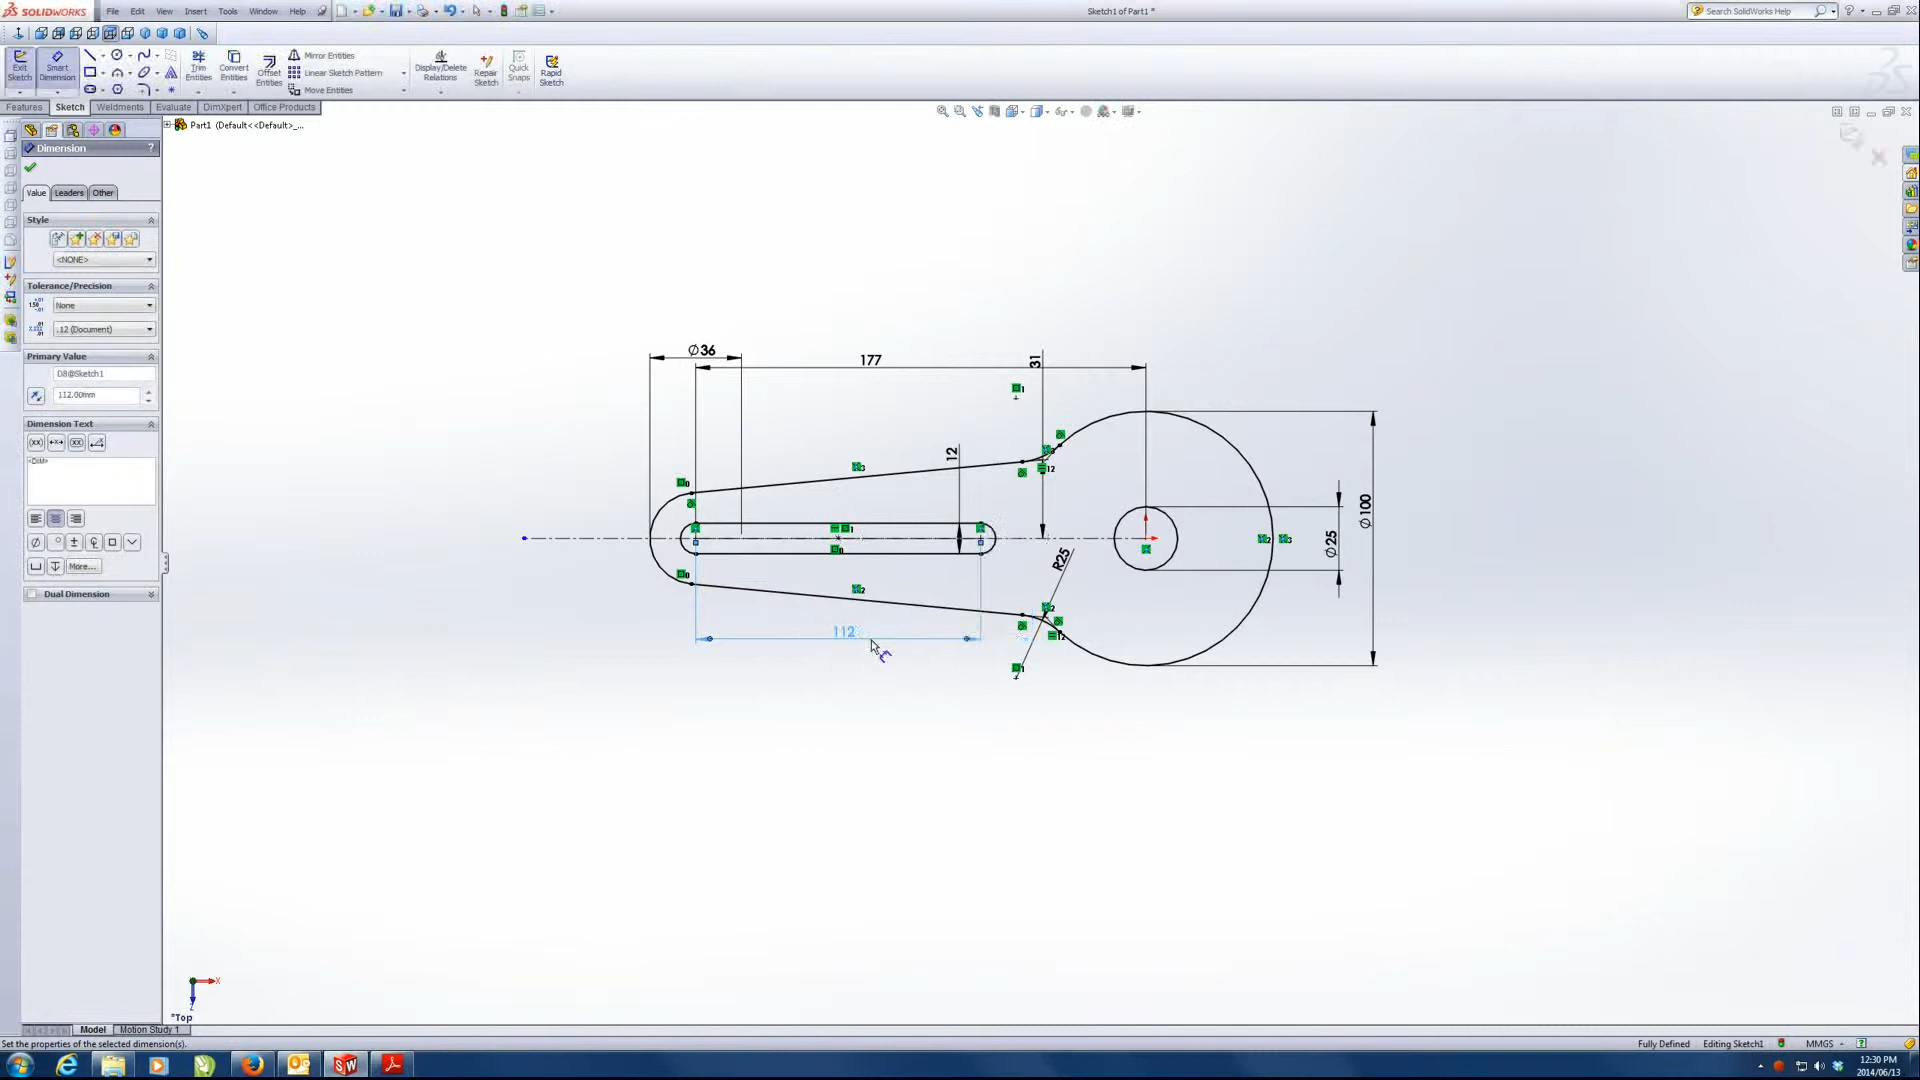 SOLIDWORKS File Edit View Insert Tools Window Help Sketch1 of Part1 * Search SolidWorks Help
Exit Sketch
Smart Dimension
Trim Entities
Convert Entities
Offset Entities
Mirror Entities
Linear Sketch Pattern
Move Entities
Display/Delete Relations
Repair Sketch
Quick Snaps
Rapid Sketch
Features Sketch Weldments Evaluate DimXpert Office Products
Part1 (Default<<Default>_...
Dimension ?
Value Leaders Other
Style
<NONE>
Tolerance/Precision
None
.12 (Document)
Primary Value
D8@Sketch1
112.00mm
Dimension Text
<DIM>
More...
Dual Dimension
∅36
177
31
12
R25
∅100
∅25
112
X
Z
*Top
Model Motion Study 1
Set the properties of the selected dimension(s).
Fully Defined Editing Sketch1 MMGS
12:30 PM
2014/06/13